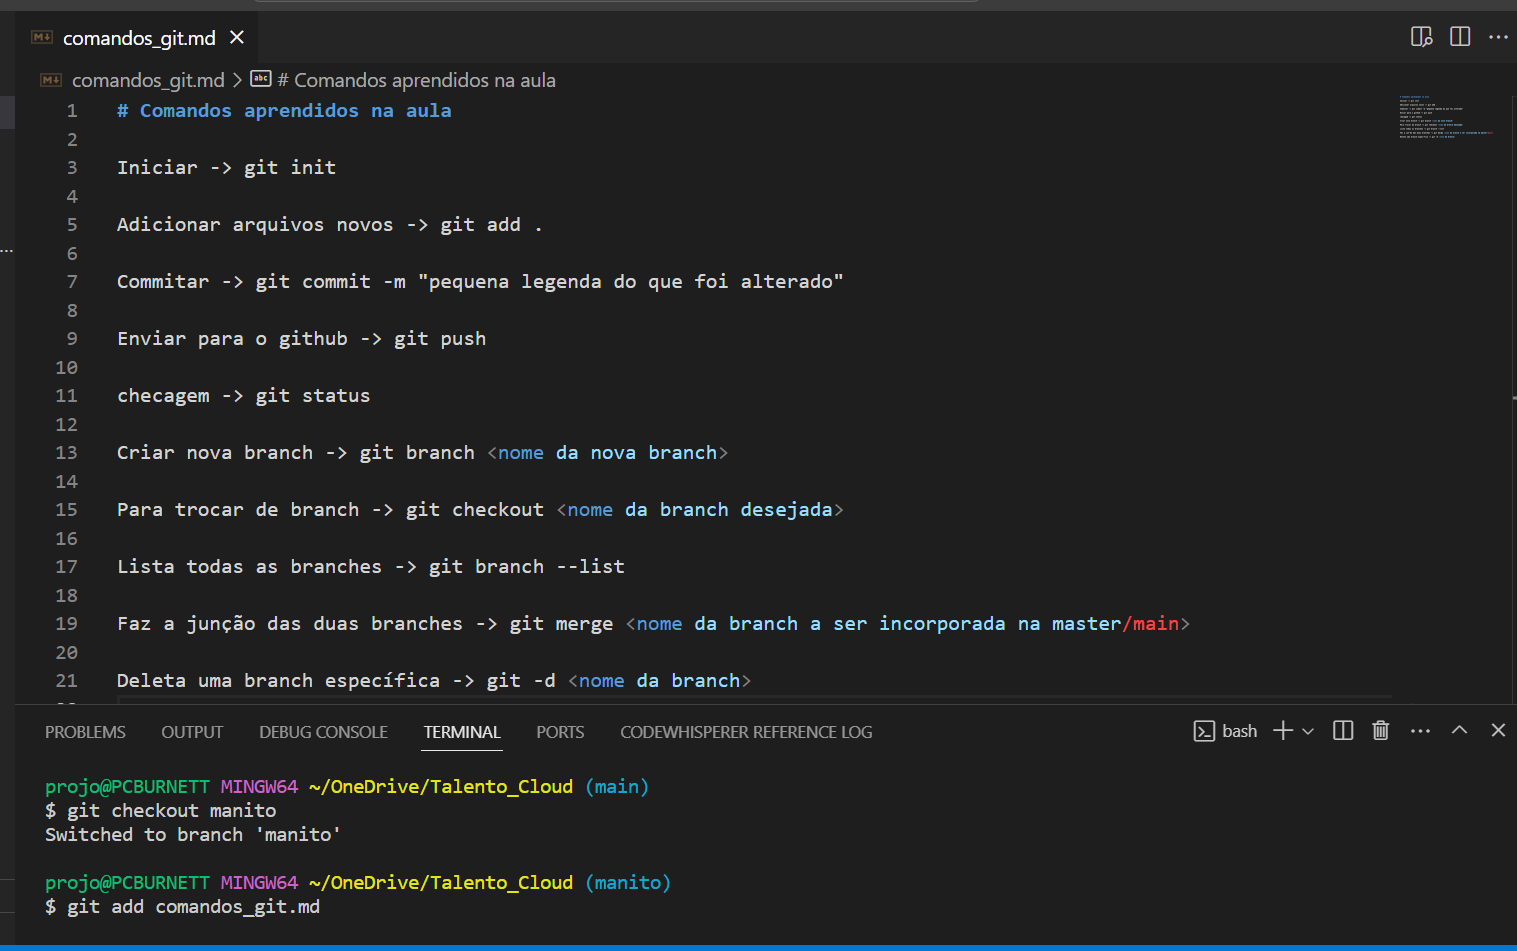 comandos_git.md
comandos_git.md > # Comandos aprendidos na aula
1 # Comandos aprendidos na aula
2
3 Iniciar -> git init
4
5 Adicionar arquivos novos -> git add .
6
7 Commitar -> git commit -m "pequena legenda do que foi alterado"
8
9 Enviar para o github -> git push
10
11 checagem -> git status
12
13 Criar nova branch -> git branch <nome da nova branch>
14
15 Para trocar de branch -> git checkout <nome da branch desejada>
16
17 Lista todas as branches -> git branch --list
18
19 Faz a junção das duas branches -> git merge <nome da branch a ser incorporada na master/main>
20
21 Deleta uma branch específica -> git -d <nome da branch>
PROBLEMS OUTPUT DEBUG CONSOLE TERMINAL PORTS CODEWHISPERER REFERENCE LOG bash
projo@PCBURNETT MINGW64 ~/OneDrive/Talento_Cloud (main)
$ git checkout manito
Switched to branch 'manito'
projo@PCBURNETT MINGW64 ~/OneDrive/Talento_Cloud (manito)
$ git add comandos_git.md